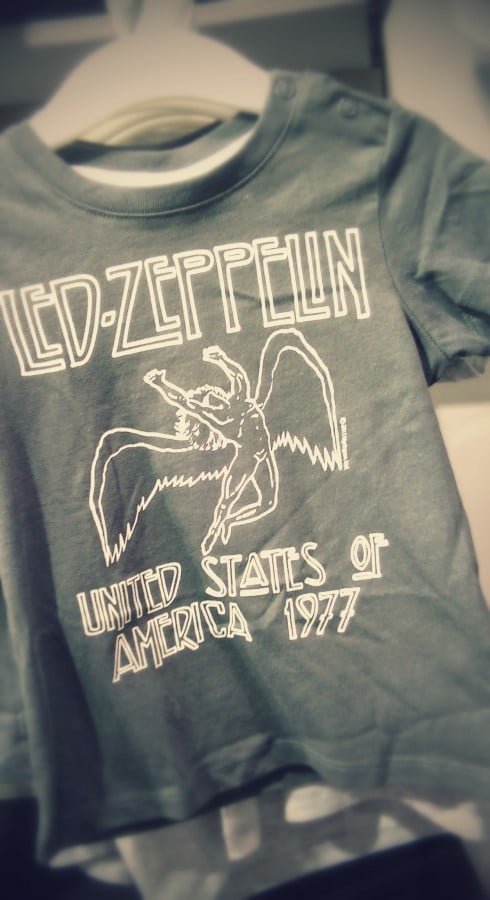 LED-ZEPPELIN
UNITED STATES OF
AMERICA 1977